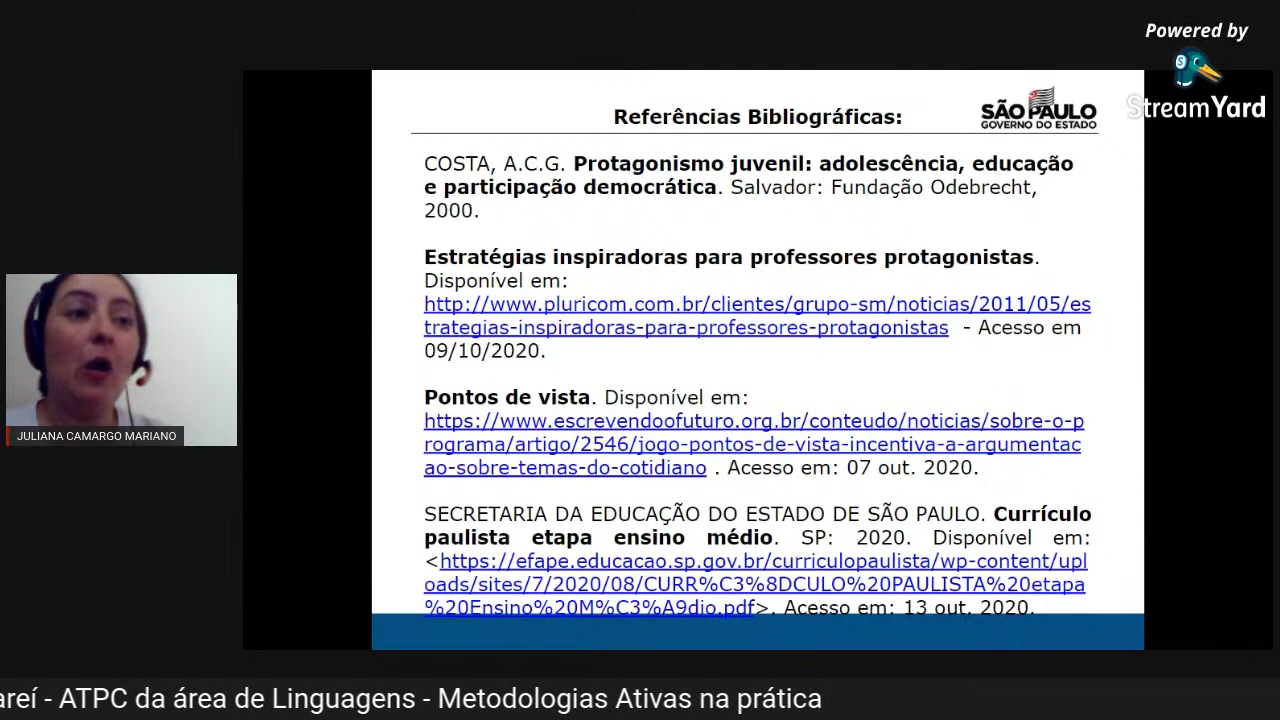 Powered by
StreamYard
Referências Bibliográficas:
SÃO PAULO
GOVERNO DO ESTADO
COSTA, A.C.G. Protagonismo juvenil: adolescência, educação
e participação democrática. Salvador: Fundação Odebrecht,
2000.
Estratégias inspiradoras para professores protagonistas.
Disponível em:
http://www.pluricom.com.br/clientes/grupo-sm/noticias/2011/05/es
trategias-inspiradoras-para-professores-protagonistas - Acesso em
09/10/2020.
Pontos de vista. Disponível em:
https://www.escrevendoofuturo.org.br/conteudo/noticias/sobre-o-p
rograma/artigo/2546/jogo-pontos-de-vista-incentiva-a-argumentac
ao-sobre-temas-do-cotidiano . Acesso em: 07 out. 2020.
SECRETARIA DA EDUCAÇÃO DO ESTADO DE SÃO PAULO. Currículo
paulista etapa ensino médio. SP: 2020. Disponível em:
<https://efape.educacao.sp.gov.br/curriculopaulista/wp-content/upl
oads/sites/7/2020/08/CURR%C3%8DCULO%20PAULISTA%20etapa
%20Ensino%20M%C3%A9dio.pdf>. Acesso em: 13 out. 2020.
JULIANA CAMARGO MARIANO
areí - ATPC da área de Linguagens - Metodologias Ativas na prática